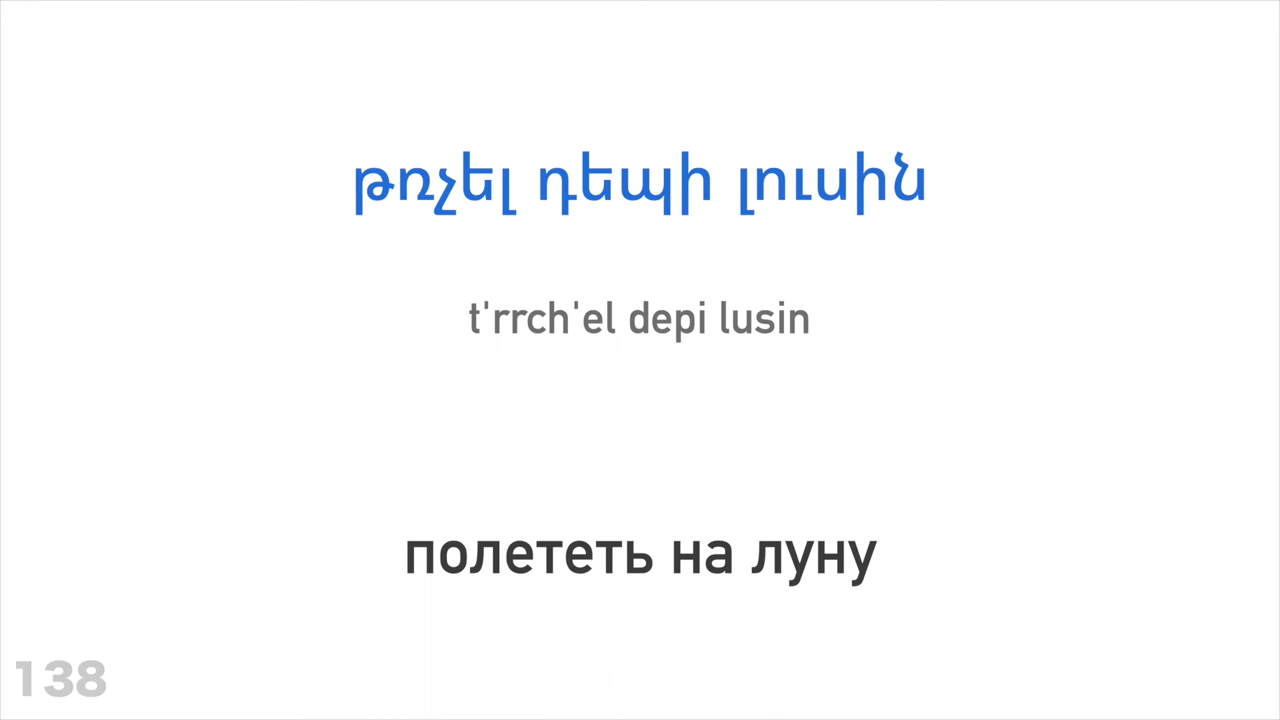 թռչել դեպի լուսին
t'rrch'el depi lusin
полететь на луну
138